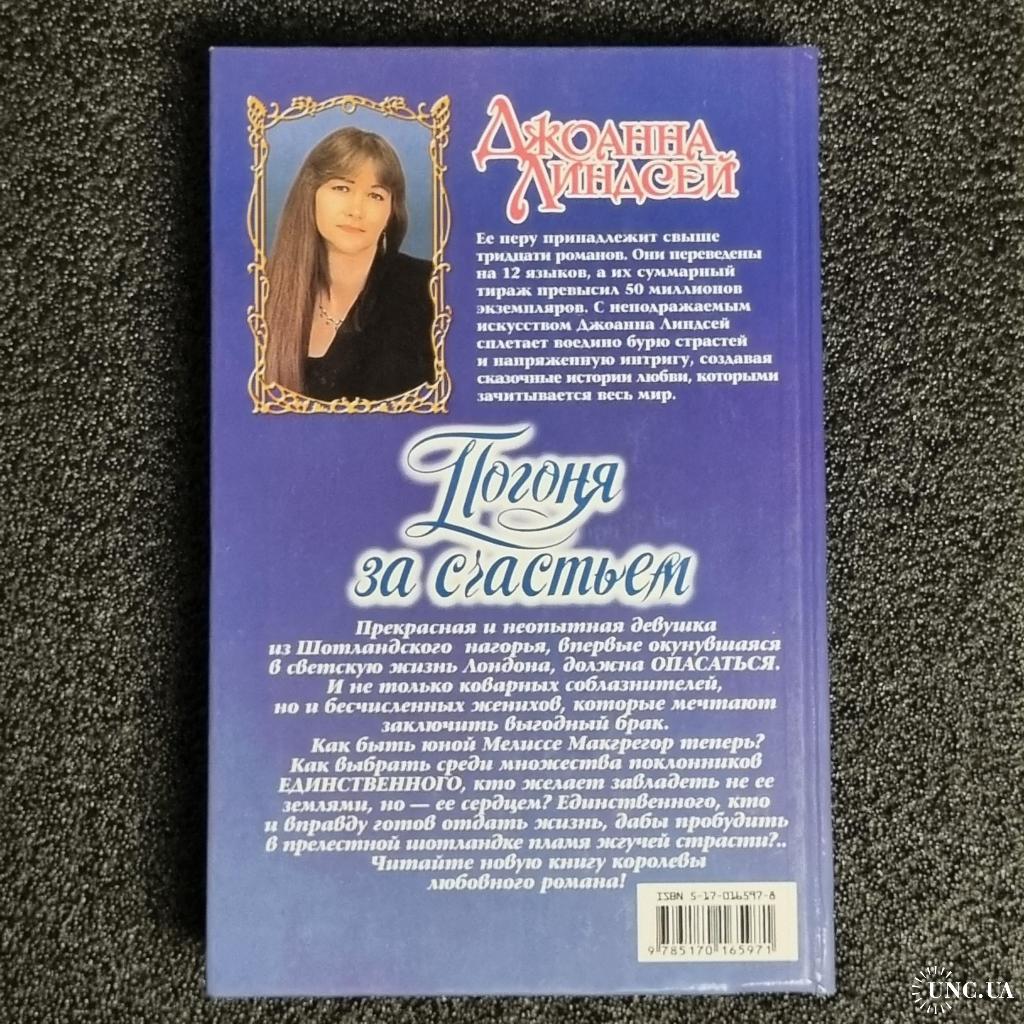 Джоанна
Линдсей
Ее перу принадлежит свыше
тридцати романов. Они переведены
на 12 языков, а их суммарный
тираж превысил 50 миллионов
экземпляров. С неподражаемым
искусством Джоанна Линдсей
сплетает воедино бурю страстей
и напряженную интригу, создавая
сказочные истории любви, которыми
зачитывается весь мир.
Погоня
за счастьем
Прекрасная и неопытная девушка
из Шотландского нагорья, впервые окунувшаяся
в светскую жизнь Лондона, должна ОПАСАТЬСЯ.
И не только коварных соблазнителей,
но и бесчисленных женихов, которые мечтают
заключить выгодный брак.
Как быть юной Мелиссе Макгрегор теперь?
Как выбрать среди множества поклонников
ЕДИНСТВЕННОГО, кто желает завладеть не ее
землями, но — ее сердцем? Единственного, кто
и вправду готов отдать жизнь, дабы пробудить
в прелестной шотландке пламя жгучей страсти?..
Читайте новую книгу королевы
любовного романа!
ISBN 5-17-016597-8
9 785170 165971
UNC.UA